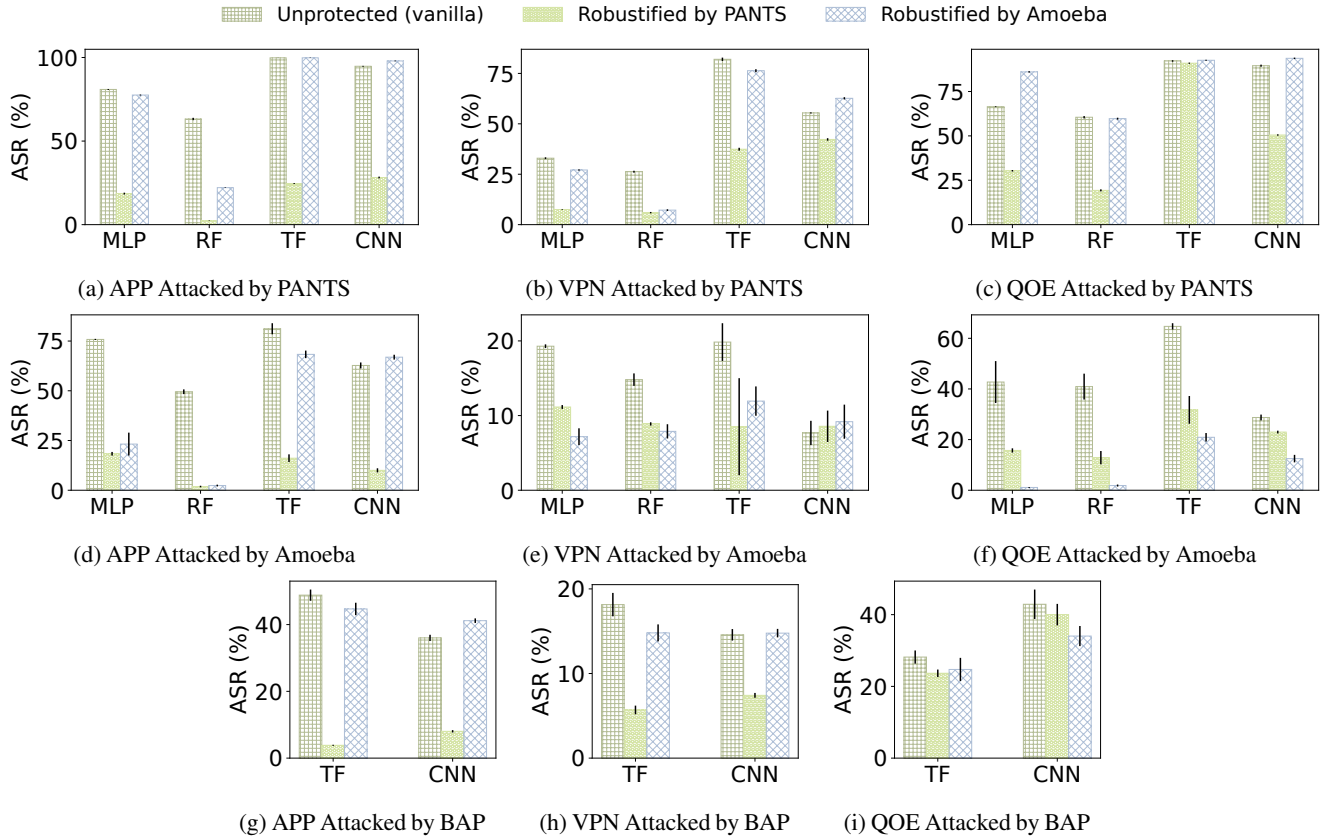 Unprotected (vanilla) Robustified by PANTS Robustified by Amoeba
ASR (%) 100 50 0 MLP RF TF CNN
(a) APP Attacked by PANTS
ASR (%) 75 50 25 0 MLP RF TF CNN
(b) VPN Attacked by PANTS
ASR (%) 75 50 25 0 MLP RF TF CNN
(c) QOE Attacked by PANTS
ASR (%) 75 50 25 0 MLP RF TF CNN
(d) APP Attacked by Amoeba
ASR (%) 20 10 0 MLP RF TF CNN
(e) VPN Attacked by Amoeba
ASR (%) 60 40 20 0 MLP RF TF CNN
(f) QOE Attacked by Amoeba
ASR (%) 40 20 0 TF CNN
(g) APP Attacked by BAP
ASR (%) 20 10 0 TF CNN
(h) VPN Attacked by BAP
ASR (%) 40 20 0 TF CNN
(i) QOE Attacked by BAP